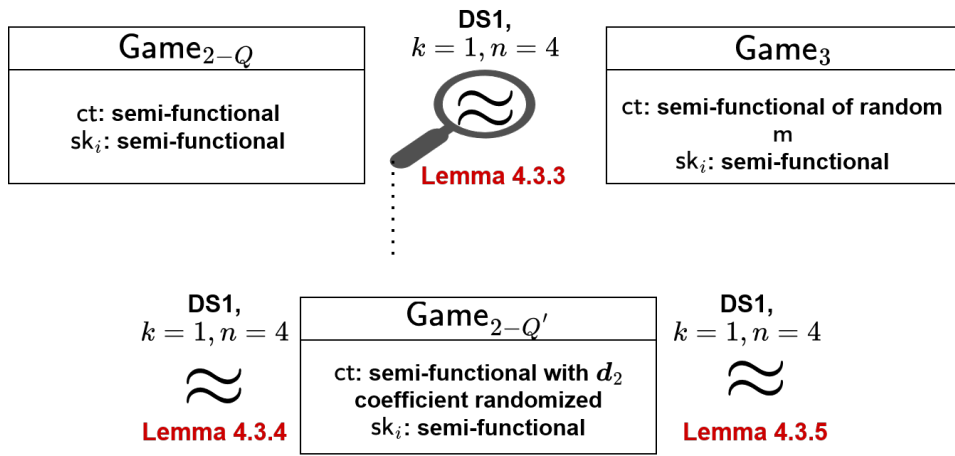 Game₂₋Q
ct: semi-functional
skᵢ: semi-functional
DS1,
k = 1, n = 4
≈
Lemma 4.3.3
Game₃
ct: semi-functional of random
m
skᵢ: semi-functional
DS1,
k = 1, n = 4
≈
Lemma 4.3.4
Game₂₋Q′
ct: semi-functional with d₂
coefficient randomized
skᵢ: semi-functional
DS1,
k = 1, n = 4
≈
Lemma 4.3.5